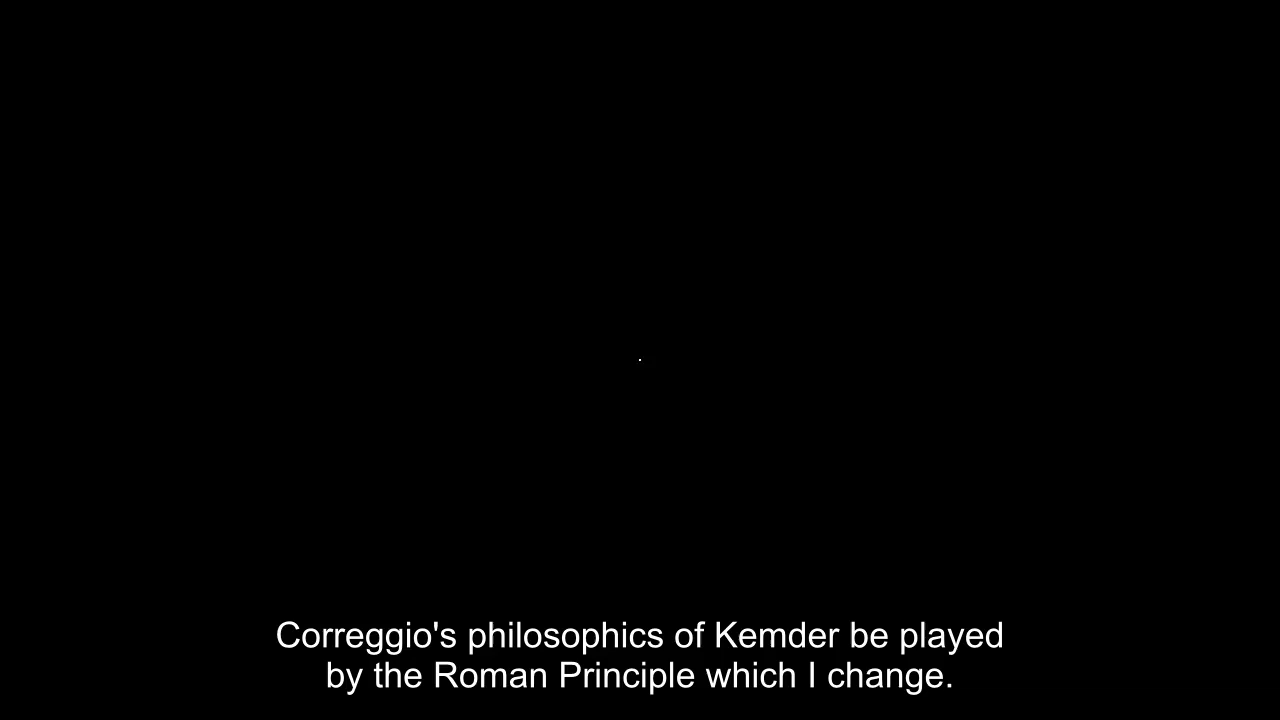 Correggio's philosophics of Kemder be played
by the Roman Principle which I change.